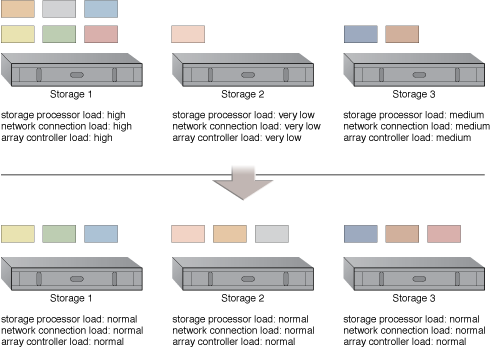 Storage 1
Storage 2
Storage 3
storage processor load: high
network connection load: high
array controller load: high
storage processor load: very low
network connection load: very low
array controller load: very low
storage processor load: medium
network connection load: medium
array controller load: medium
Storage 1
Storage 2
Storage 3
storage processor load: normal
network connection load: normal
array controller load: normal
storage processor load: normal
network connection load: normal
array controller load: normal
storage processor load: normal
network connection load: normal
array controller load: normal